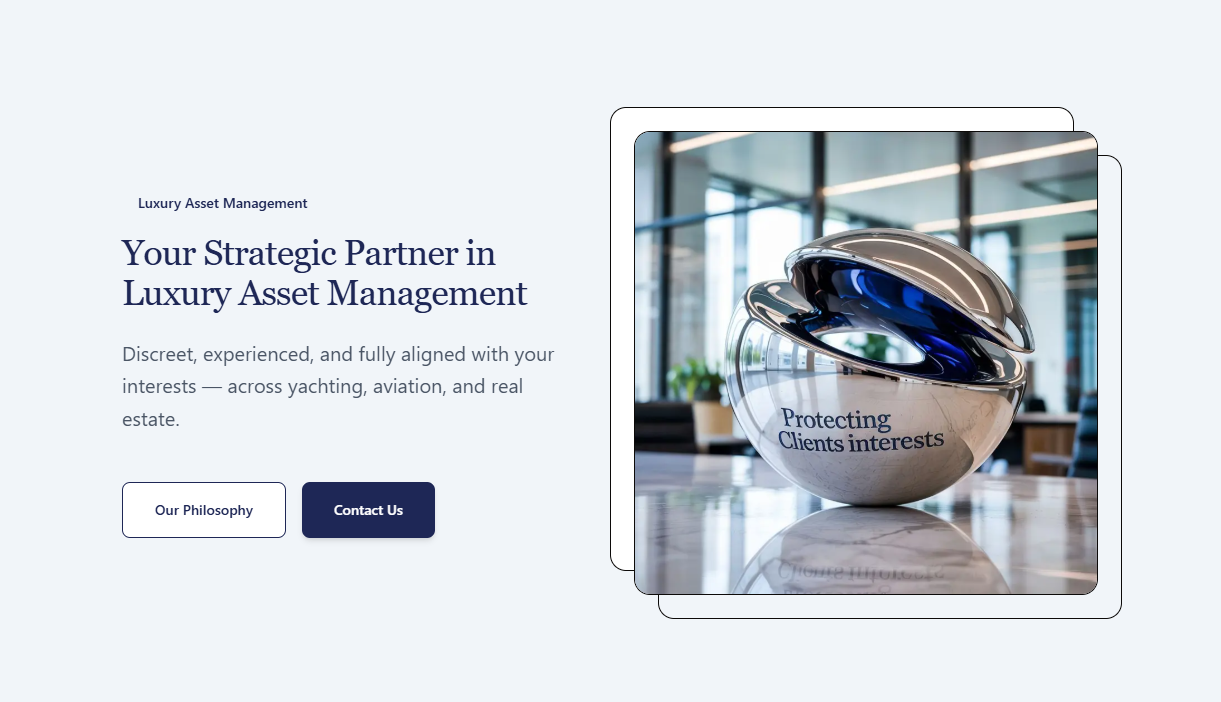 Luxury Asset Management
Your Strategic Partner in
Luxury Asset Management
Discreet, experienced, and fully aligned with your
interests — across yachting, aviation, and real
estate.
Our Philosophy
Contact Us
Protecting
Clients interests